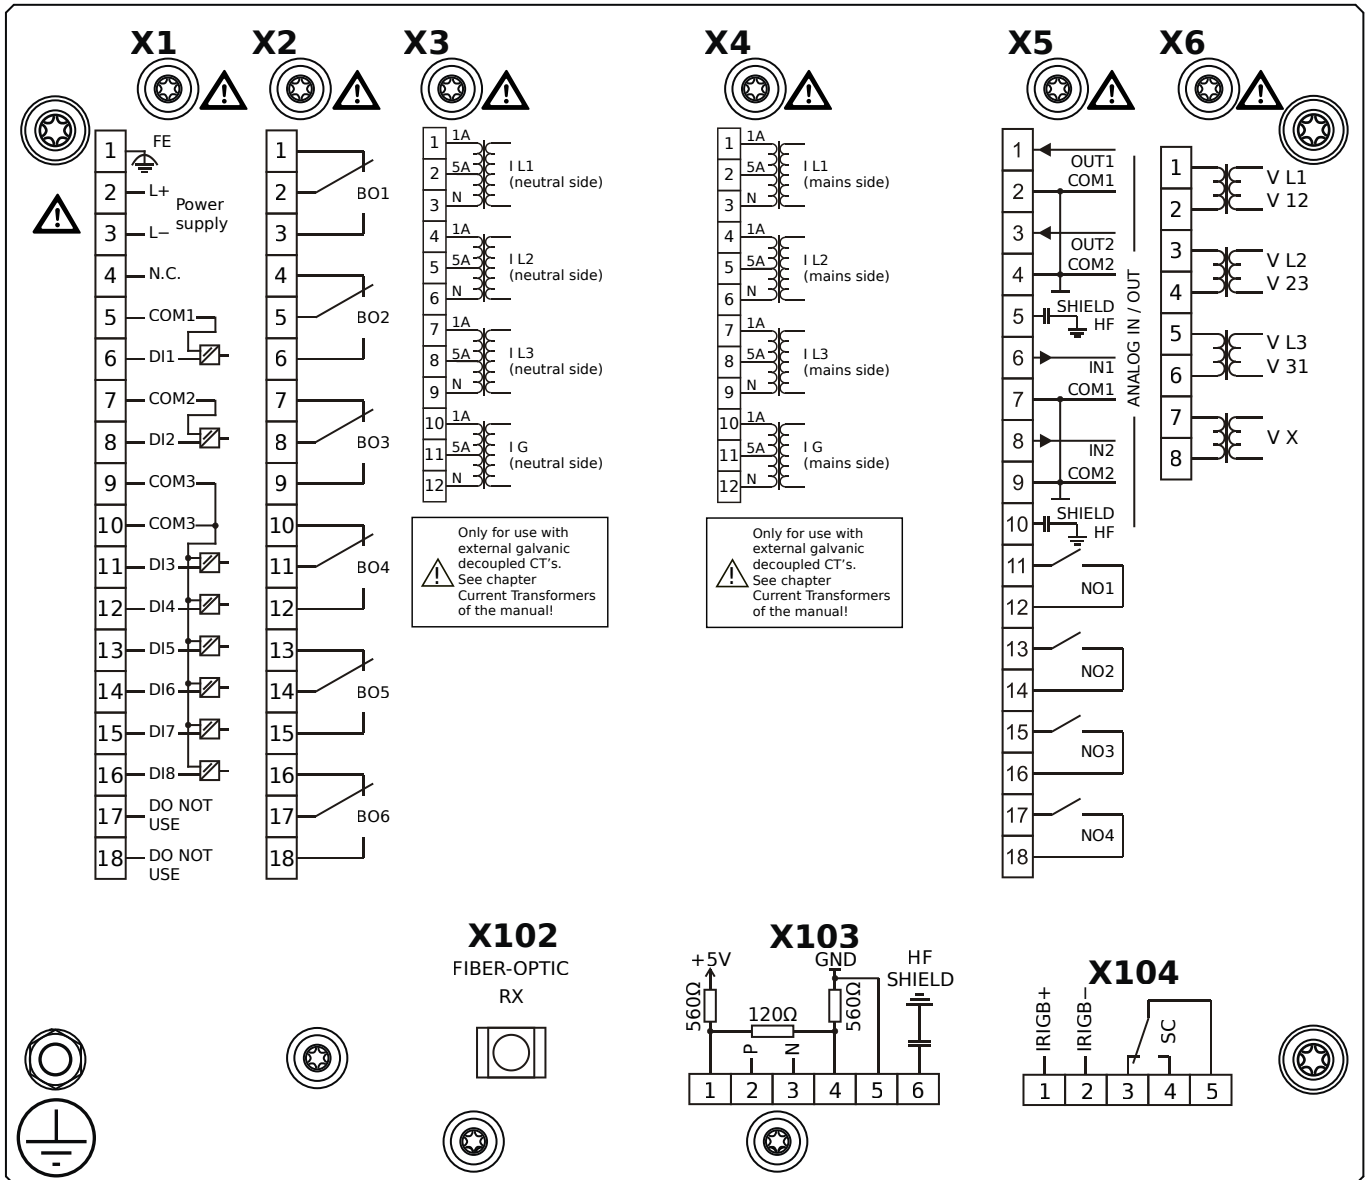 X1
1
FE
2
L+
Power
supply
3
L−
4
N.C.
5
COM1
6
DI1
7
COM2
8
DI2
9
COM3
10
COM3
11
DI3
12
DI4
13
DI5
14
DI6
15
DI7
16
DI8
17
DO NOT
USE
18
DO NOT
USE
X2
1
2
BO1
3
4
5
BO2
6
7
8
BO3
9
10
11
BO4
12
13
14
BO5
15
16
17
BO6
18
X3
1
1A
2
5A
I L1
(neutral side)
3
N
4
1A
5
5A
I L2
(neutral side)
6
N
7
1A
8
5A
I L3
(neutral side)
9
N
10
1A
11
5A
I G
(neutral side)
12
N
Only for use with
external galvanic
decoupled CT’s.
See chapter
Current Transformers
of the manual!
X4
1
1A
2
5A
I L1
(mains side)
3
N
4
1A
5
5A
I L2
(mains side)
6
N
7
1A
8
5A
I L3
(mains side)
9
N
10
1A
11
5A
I G
(mains side)
12
N
Only for use with
external galvanic
decoupled CT’s.
See chapter
Current Transformers
of the manual!
X5
1
OUT1
2
COM1
3
OUT2
4
COM2
5
SHIELD
HF
6
IN1
7
COM1
8
IN2
9
COM2
10
SHIELD
HF
ANALOG IN / OUT
11
NO1
12
13
NO2
14
15
NO3
16
17
NO4
18
X6
1
V L1
2
V 12
3
V L2
4
V 23
5
V L3
6
V 31
7
V X
8
X102
FIBER-OPTIC
RX
X103
+5V
GND
HF
SHIELD
560Ω
120Ω
560Ω
P
N
1 2 3 4 5 6
X104
IRIGB+
IRIGB−
SC
1 2 3 4 5